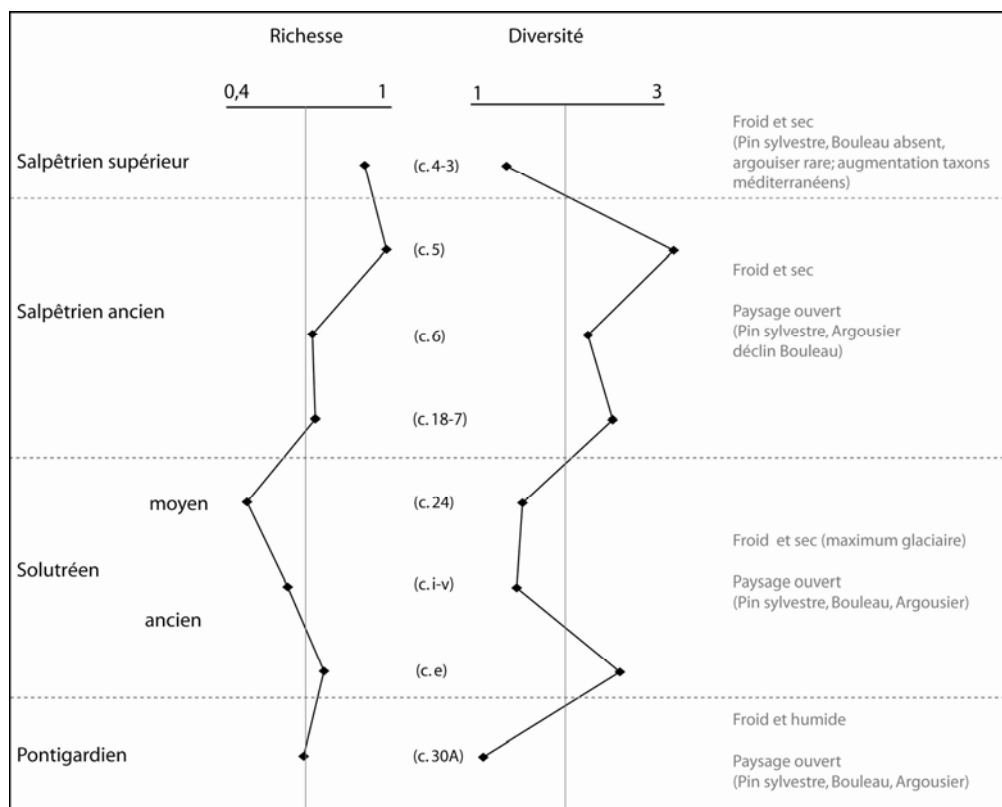 Richesse
Diversité
0,4
1
1
3
Salpêtrien supérieur
(c. 4-3)
Froid et sec
(Pin sylvestre, Bouleau absent,
argouiser rare; augmentation taxons
méditerranéens)
Salpêtrien ancien
(c. 5)
(c. 6)
(c. 18-7)
Froid et sec
Paysage ouvert
(Pin sylvestre, Argousier
déclin Bouleau)
Solutréen
moyen
(c. 24)
(c. i-v)
ancien
(c. e)
Froid et sec (maximum glaciaire)
Paysage ouvert
(Pin sylvestre, Bouleau, Argousier)
Pontigardien
(c. 30A)
Froid et humide
Paysage ouvert
(Pin sylvestre, Bouleau, Argousier)